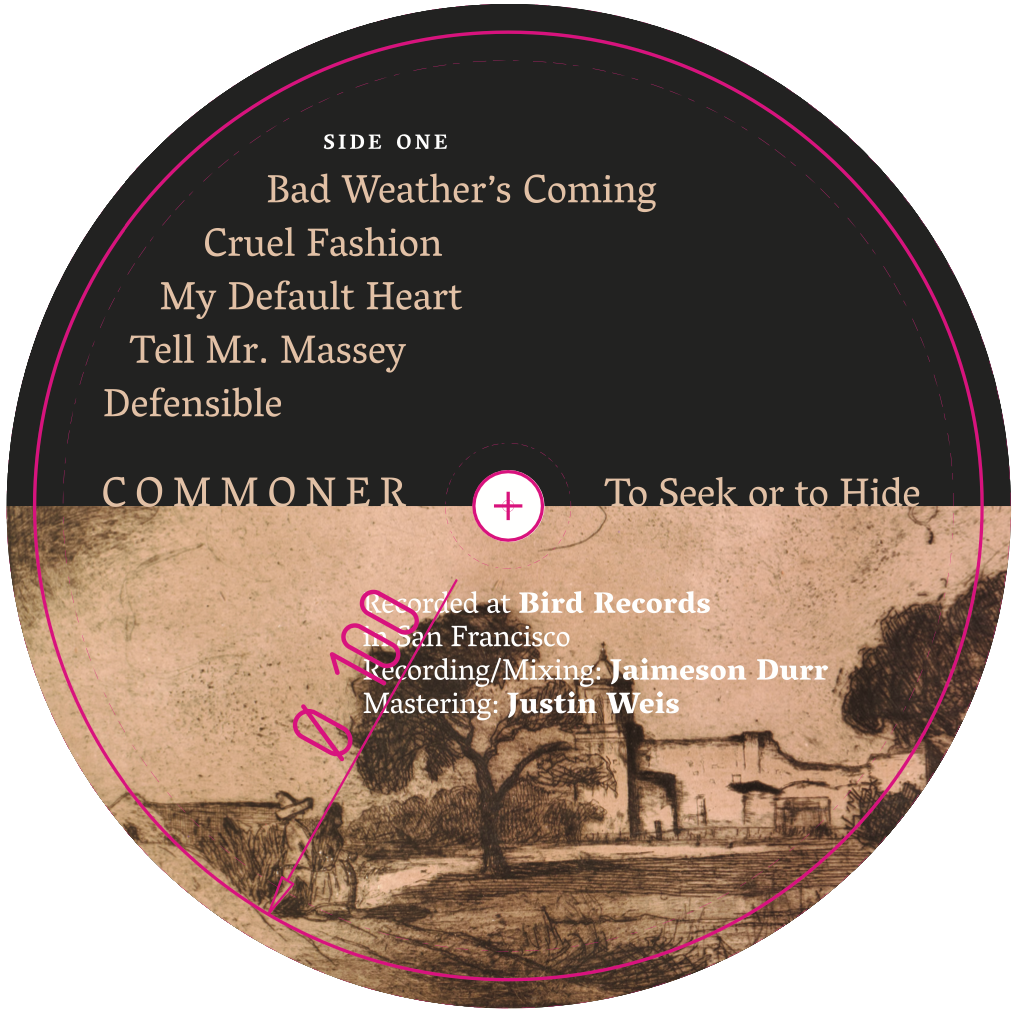 SIDE ONE
Bad Weather’s Coming
Cruel Fashion
My Default Heart
Tell Mr. Massey
Defensible
COMMONER To Seek or to Hide
Recorded at Bird Records
in San Francisco
Recording/Mixing: Jaimeson Durr
Mastering: Justin Weis
Ø 100